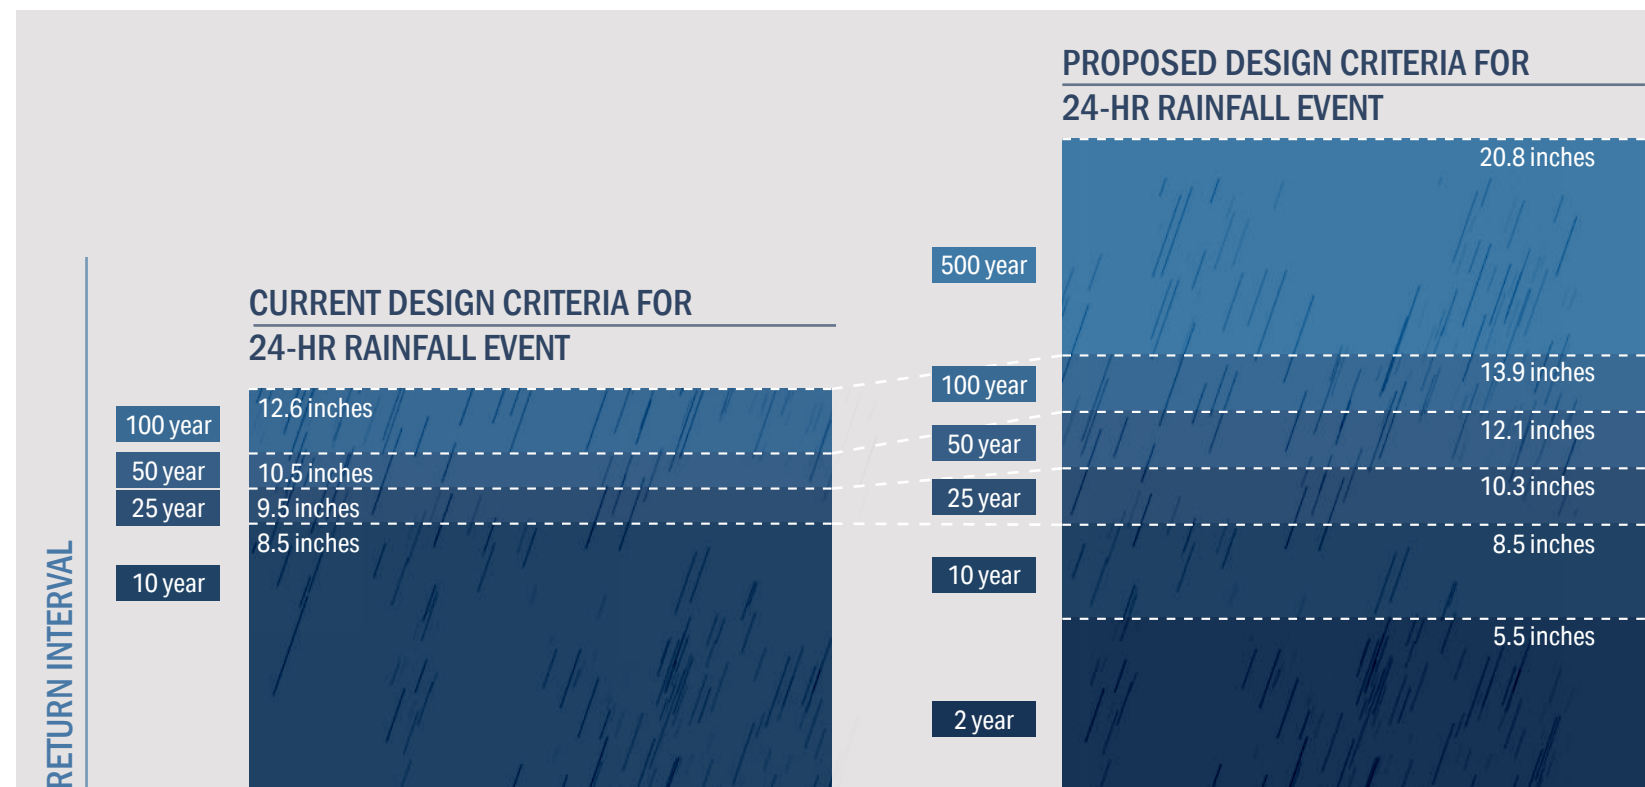 PROPOSED DESIGN CRITERIA FOR
24-HR RAINFALL EVENT
20.8 inches
500 year
CURRENT DESIGN CRITERIA FOR
24-HR RAINFALL EVENT
100 year
13.9 inches
12.6 inches
100 year
50 year
12.1 inches
50 year
10.5 inches
25 year
10.3 inches
25 year
9.5 inches
8.5 inches
8.5 inches
10 year
10 year
5.5 inches
RETURN INTERVAL
2 year